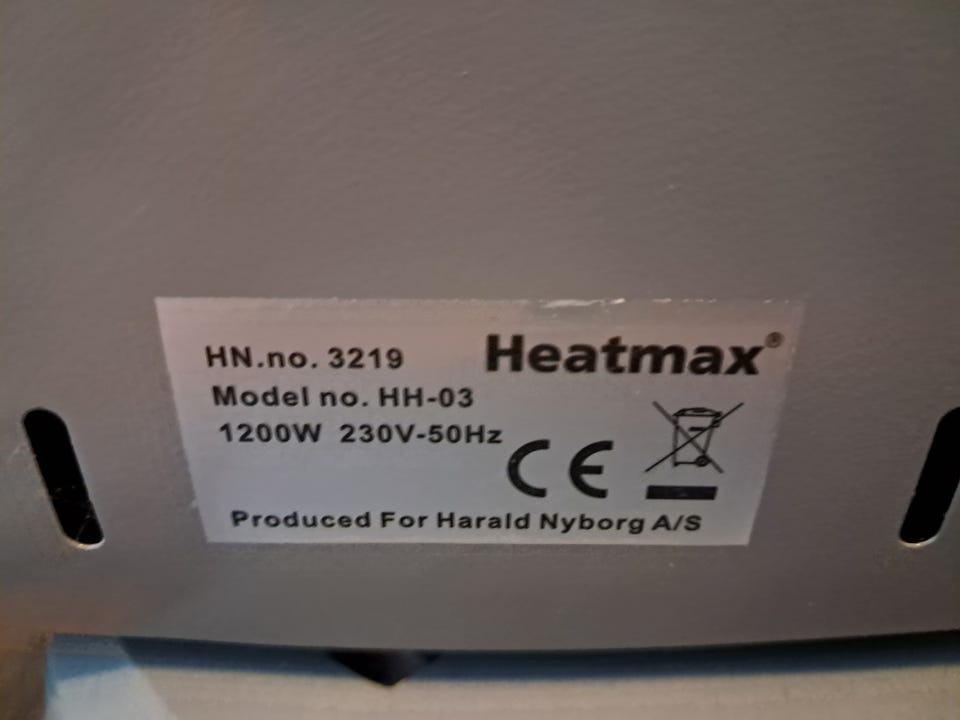 HN.no. 3219
Heatmax®
Model no. HH-03
1200W 230V-50Hz
CE
Produced For Harald Nyborg A/S